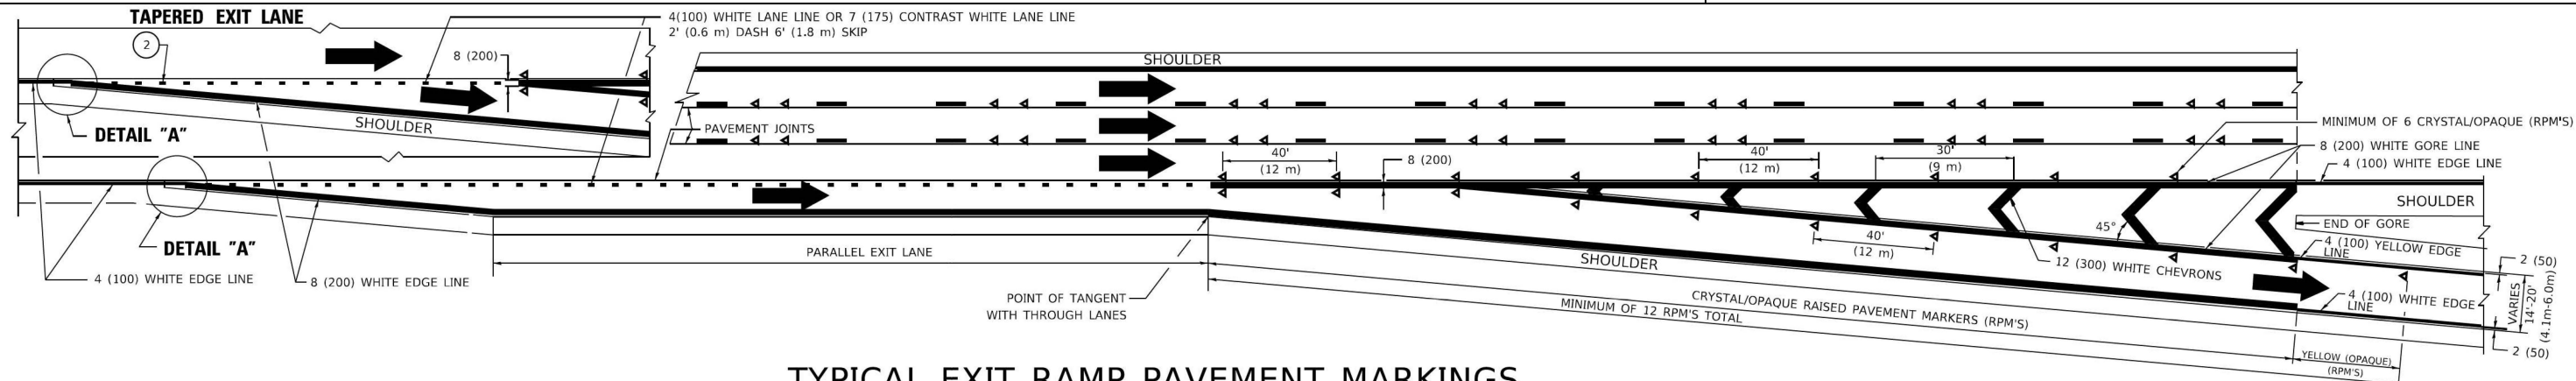 TAPERED EXIT LANE
2
8 (200)
4(100) WHITE LANE LINE OR 7 (175) CONTRAST WHITE LANE LINE
2' (0.6 m) DASH 6' (1.8 m) SKIP
SHOULDER
DETAIL "A"
SHOULDER
PAVEMENT JOINTS
MINIMUM OF 6 CRYSTAL/OPAQUE (RPM'S)
8 (200) WHITE GORE LINE
4 (100) WHITE EDGE LINE
40'
(12 m)
8 (200)
40'
(12 m)
30'
(9 m)
SHOULDER
45°
END OF GORE
DETAIL "A"
PARALLEL EXIT LANE
40'
(12 m)
4 (100) YELLOW EDGE
LINE
12 (300) WHITE CHEVRONS
SHOULDER
2 (50)
4 (100) WHITE EDGE LINE
8 (200) WHITE EDGE LINE
POINT OF TANGENT
WITH THROUGH LANES
CRYSTAL/OPAQUE RAISED PAVEMENT MARKERS (RPM'S)
MINIMUM OF 12 RPM'S TOTAL
4 (100) WHITE EDGE
LINE
VARIES
14'-20'
(4.1m-6.0m)
2 (50)
YELLOW (OPAQUE)
(RPM'S)
TYPICAL EXIT RAMP PAVEMENT MARKINGS